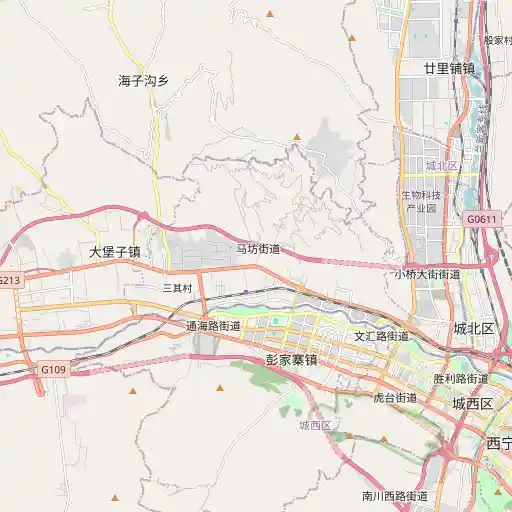 殷家村
廿里铺镇
海子沟乡
城北区
生物科技
产业园
G0611
马坊街道
大堡子镇
小桥大街街道
G213
三其村
通海路街道
城北区
文汇路街道
彭家寨镇
G109
胜利路街道
虎台街道
城西区
城西区
西宁
南川西路街道